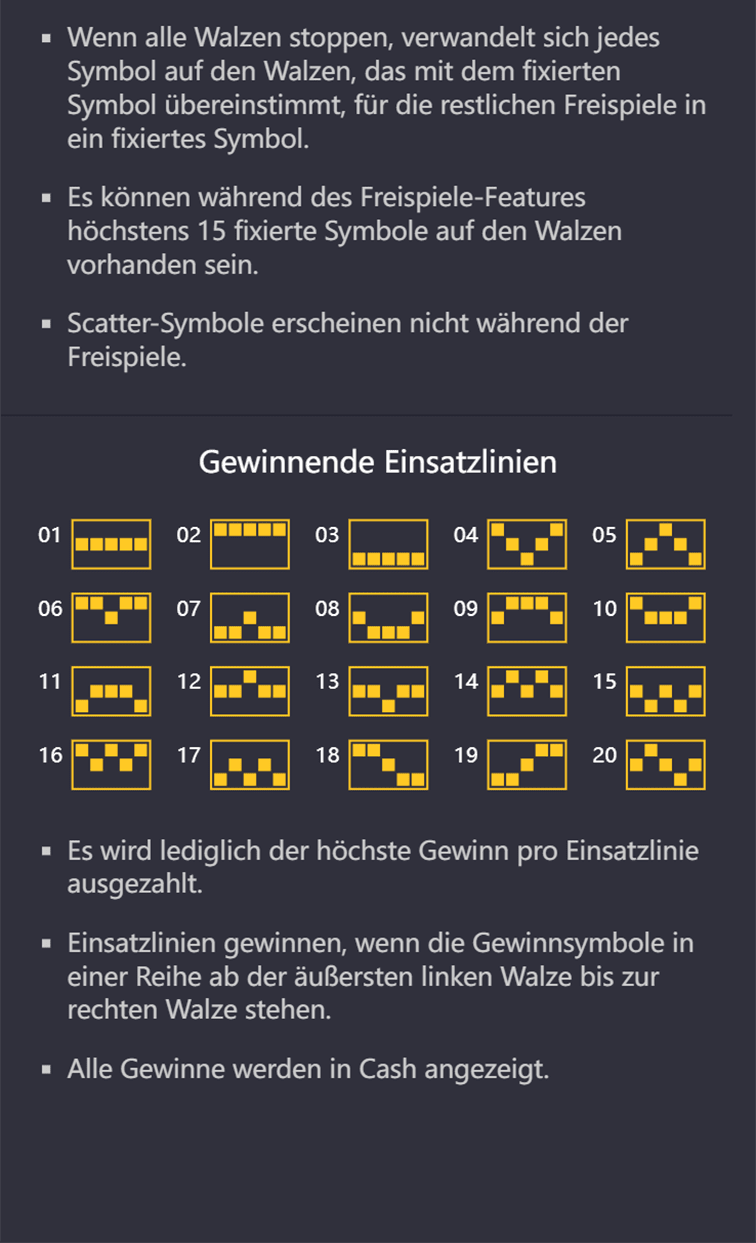 ▪ Wenn alle Walzen stoppen, verwandelt sich jedes
Symbol auf den Walzen, das mit dem fixierten
Symbol übereinstimmt, für die restlichen Freispiele in
ein fixiertes Symbol.
▪ Es können während des Freispiele-Features
höchstens 15 fixierte Symbole auf den Walzen
vorhanden sein.
▪ Scatter-Symbole erscheinen nicht während der
Freispiele.
Gewinnende Einsatzlinien
01 02 03 04 05
06 07 08 09 10
11 12 13 14 15
16 17 18 19 20
▪ Es wird lediglich der höchste Gewinn pro Einsatzlinie
ausgezahlt.
▪ Einsatzlinien gewinnen, wenn die Gewinnsymbole in
einer Reihe ab der äußersten linken Walze bis zur
rechten Walze stehen.
▪ Alle Gewinne werden in Cash angezeigt.